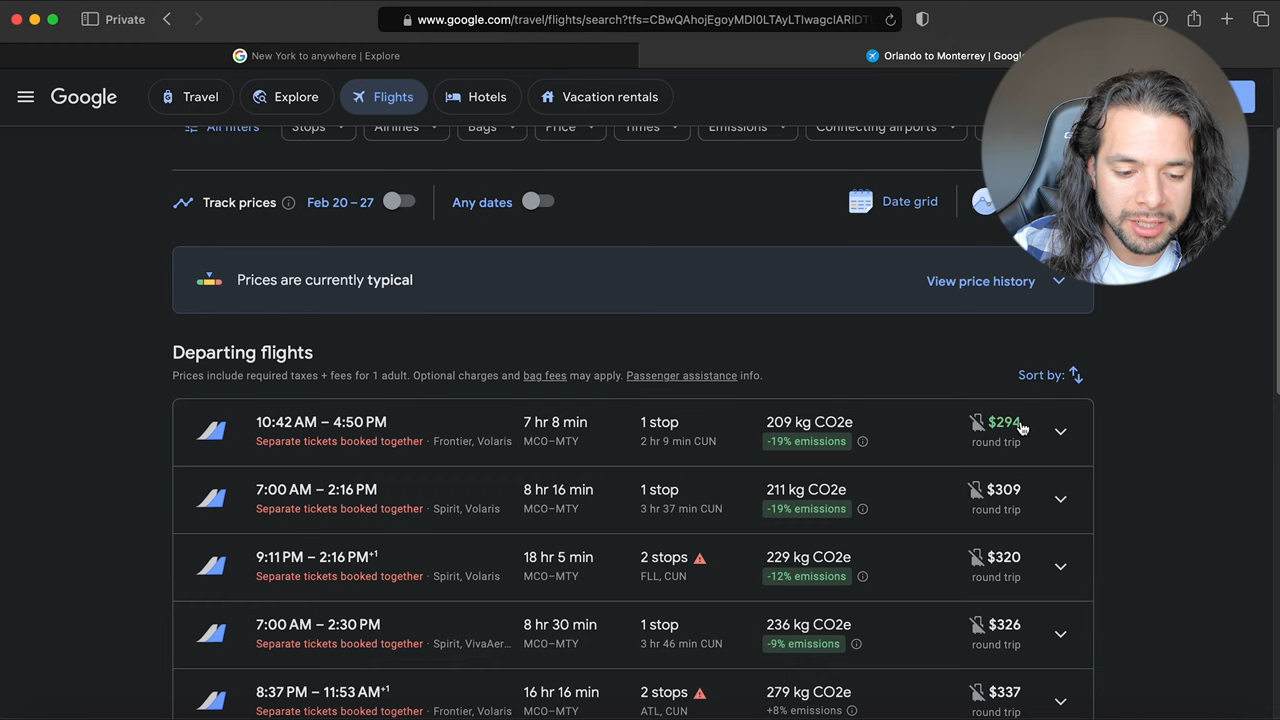 Private
www.google.com/travel/flights/search?tfs=CBwQAhojEgoyMDI0LTAyLTIwagcIARIDT
New York to anywhere | Explore
Orlando to Monterrey | Google
Google
Travel
Explore
Flights
Hotels
Vacation rentals
All filters
Stops
Airlines
Bags
Price
Times
Emissions
Connecting airports
Track prices
Feb 20 – 27
Any dates
Date grid
Prices are currently typical
View price history
Departing flights
Prices include required taxes + fees for 1 adult. Optional charges and bag fees may apply. Passenger assistance info.
Sort by:
10:42 AM – 4:50 PM 7 hr 8 min 1 stop 209 kg CO2e $294
Separate tickets booked together · Frontier, Volaris MCO–MTY 2 hr 9 min CUN -19% emissions round trip
7:00 AM – 2:16 PM 8 hr 16 min 1 stop 211 kg CO2e $309
Separate tickets booked together · Spirit, Volaris MCO–MTY 3 hr 37 min CUN -19% emissions round trip
9:11 PM – 2:16 PM+1 18 hr 5 min 2 stops 229 kg CO2e $320
Separate tickets booked together · Spirit, Volaris MCO–MTY FLL, CUN -12% emissions round trip
7:00 AM – 2:30 PM 8 hr 30 min 1 stop 236 kg CO2e $326
Separate tickets booked together · Spirit, VivaAer... MCO–MTY 3 hr 46 min CUN -9% emissions round trip
8:37 PM – 11:53 AM+1 16 hr 16 min 2 stops 279 kg CO2e $337
Separate tickets booked together · Frontier, Volaris MCO–MTY ATL, CUN +8% emissions round trip